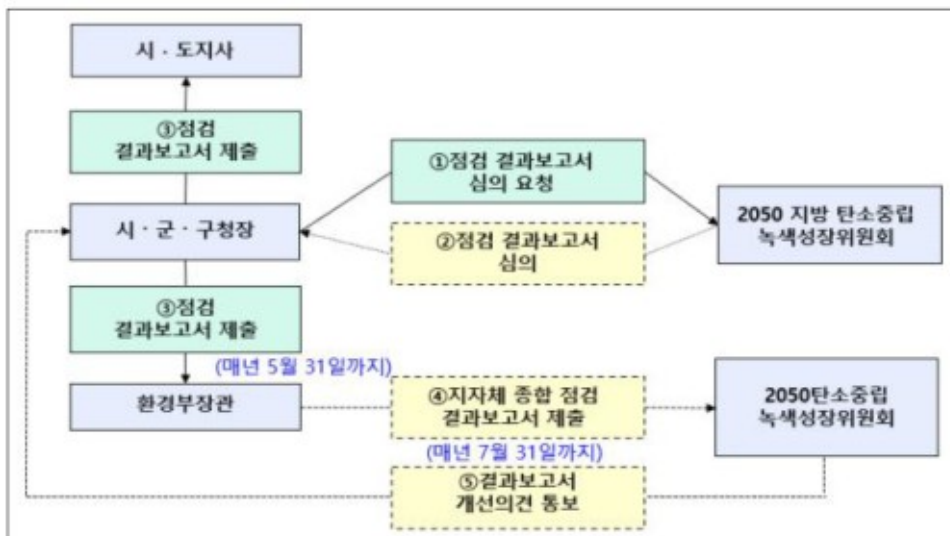 시 · 도지사
③점검
결과보고서 제출
①점검 결과보고서
심의 요청
시 · 군 · 구청장
2050 지방 탄소중립
녹색성장위원회
②점검 결과보고서
심의
③점검
결과보고서 제출
(매년 5월 31일까지)
환경부장관
④지자체 종합 점검
결과보고서 제출
2050탄소중립
녹색성장위원회
(매년 7월 31일까지)
⑤결과보고서
개선의견 통보